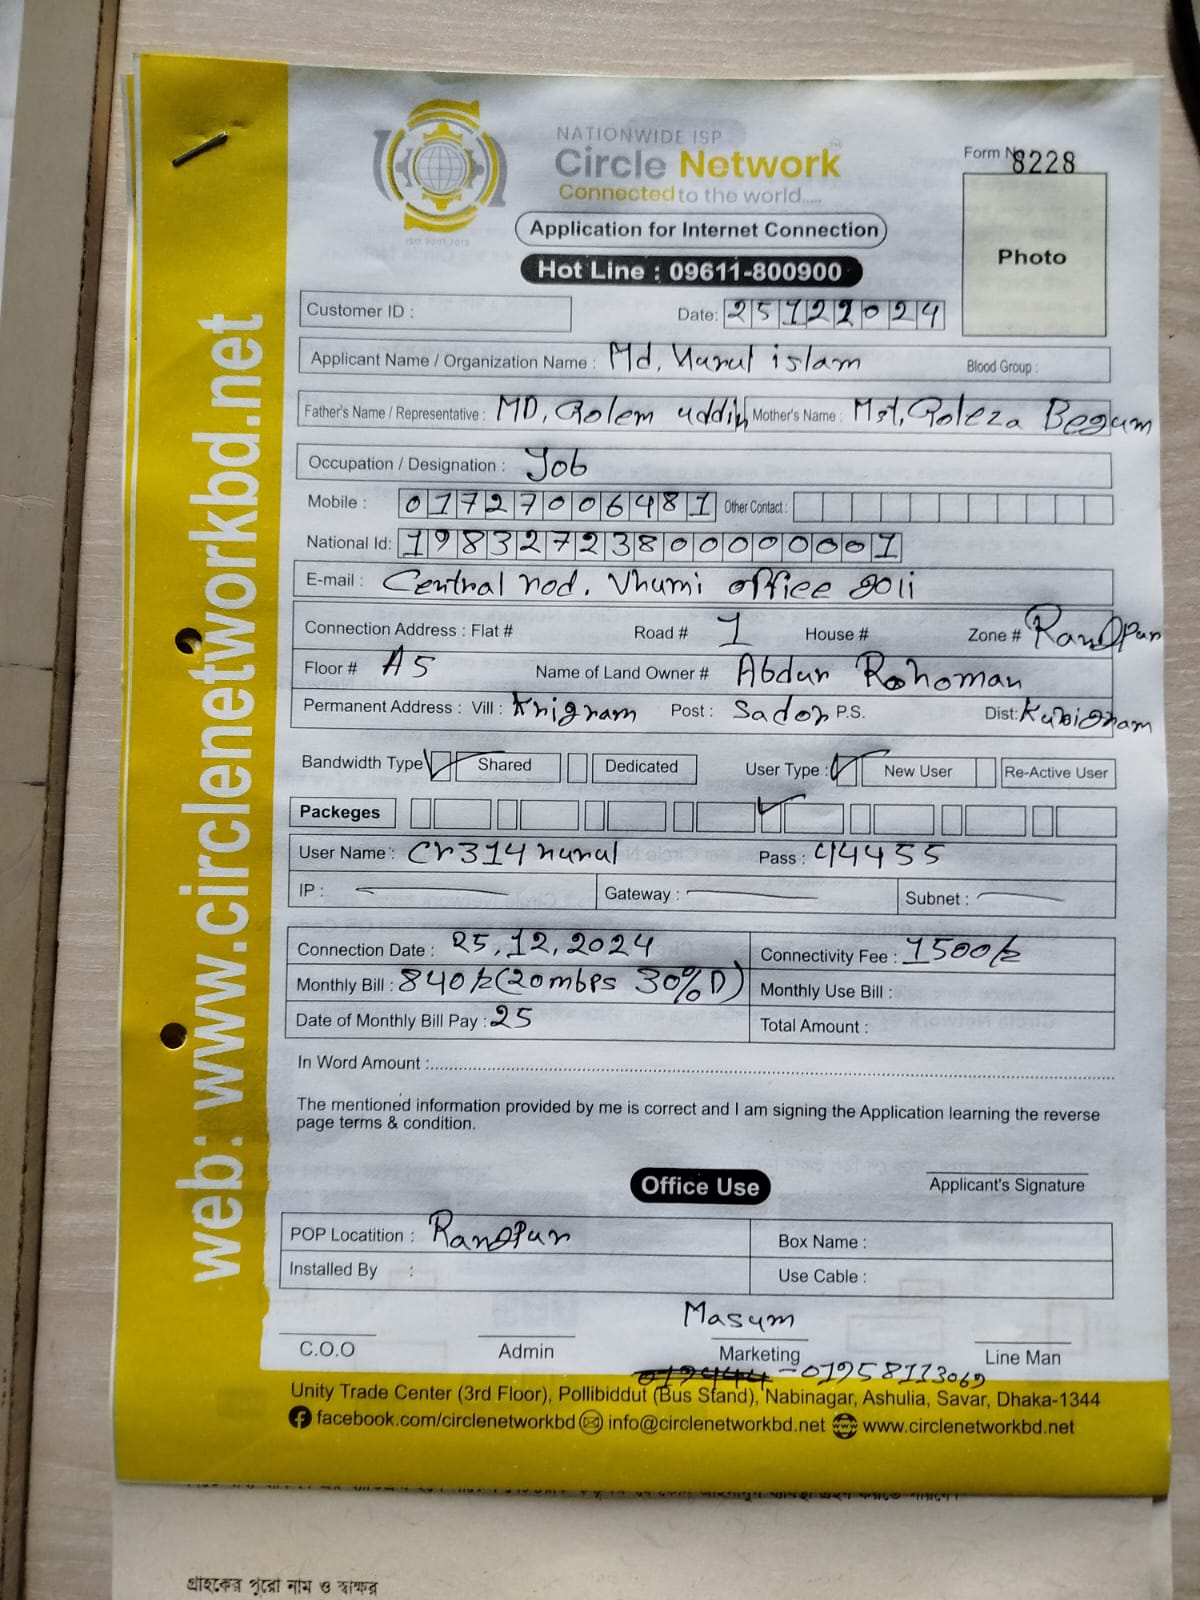 NATIONWIDE ISP
Circle Network
Connected to the world.....
ISO 9001:2015
Form No 8228
Photo
Application for Internet Connection
Hot Line : 09611-800900
Customer ID :
Date: 25122024
Applicant Name / Organization Name : Md. Nurul islam Blood Group :
Father's Name / Representative : MD, Golem uddin Mother's Name : Mst, Goleza Begum
Occupation / Designation : Job
Mobile : 01727006481 Other Contact :
National Id: 19832723800000001
E-mail : Central rod. Vhumi office goli
Connection Address : Flat # Road # 1 House # Zone # Rangpur
Floor # A5 Name of Land Owner # Abdur Rohoman
Permanent Address : Vill : Post : Sador P.S. Dist: Kurigram
Bandwidth Type Shared Dedicated User Type : New User Re-Active User
Packeges
User Name : Cr314nurul Pass : 44455
IP : Gateway : Subnet :
Connection Date : 25.12.2024 Connectivity Fee : 1500/=
Monthly Bill : 840/=(20mbps 30% D) Monthly Use Bill :
Date of Monthly Bill Pay : 25 Total Amount :
In Word Amount :
The mentioned information provided by me is correct and I am signing the Application learning the reverse
page terms & condition.
Applicant's Signature
Office Use
POP Locatition : Rangpur Box Name :
Installed By : Use Cable :
Masum
C.O.O Admin Marketing Line Man
-01958113069
Unity Trade Center (3rd Floor), Pollibiddut (Bus Stand), Nabinagar, Ashulia, Savar, Dhaka-1344
facebook.com/circlenetworkbd info@circlenetworkbd.net www.circlenetworkbd.net
web: www.circlenetworkbd.net
গ্রাহকের পুরো নাম ও স্বাক্ষর